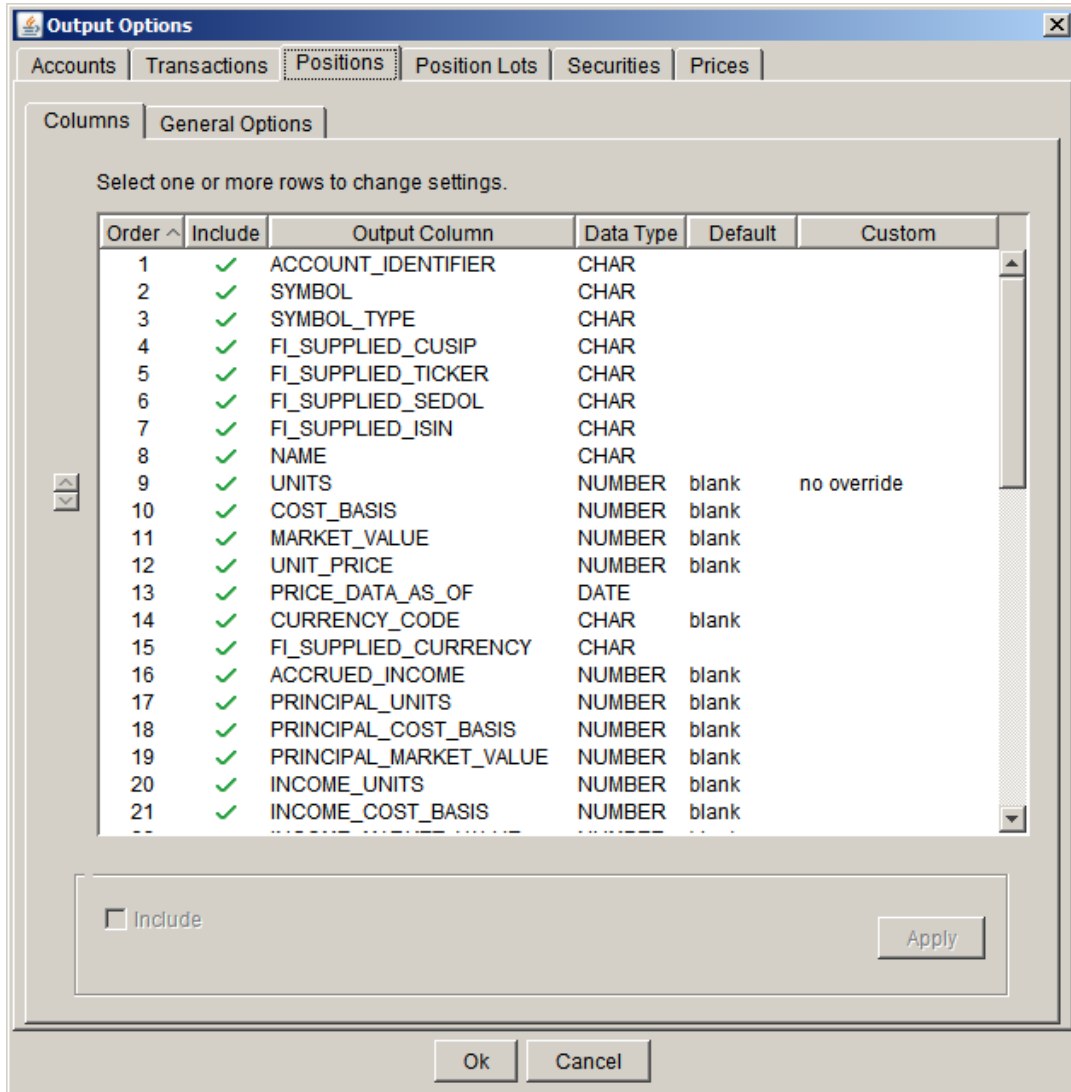 Output Options
Accounts Transactions Positions Position Lots Securities Prices
Columns General Options
Select one or more rows to change settings.
Order Include Output Column Data Type Default Custom
1 ACCOUNT_IDENTIFIER CHAR
2 SYMBOL CHAR
3 SYMBOL_TYPE CHAR
4 FI_SUPPLIED_CUSIP CHAR
5 FI_SUPPLIED_TICKER CHAR
6 FI_SUPPLIED_SEDOL CHAR
7 FI_SUPPLIED_ISIN CHAR
8 NAME CHAR
9 UNITS NUMBER blank no override
10 COST_BASIS NUMBER blank
11 MARKET_VALUE NUMBER blank
12 UNIT_PRICE NUMBER blank
13 PRICE_DATA_AS_OF DATE
14 CURRENCY_CODE CHAR blank
15 FI_SUPPLIED_CURRENCY CHAR
16 ACCRUED_INCOME NUMBER blank
17 PRINCIPAL_UNITS NUMBER blank
18 PRINCIPAL_COST_BASIS NUMBER blank
19 PRINCIPAL_MARKET_VALUE NUMBER blank
20 INCOME_UNITS NUMBER blank
21 INCOME_COST_BASIS NUMBER blank
Include
Apply
Ok Cancel